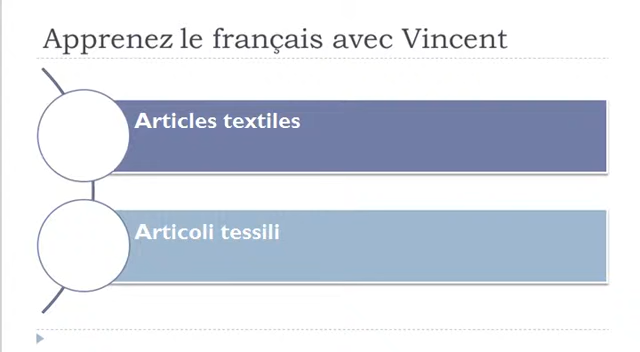 Apprenez le français avec Vincent
Articles textiles
Articoli tessili